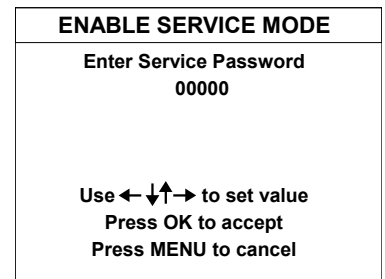 ENABLE SERVICE MODE
Enter Service Password
00000
Use ←↓↑→ to set value
Press OK to accept
Press MENU to cancel